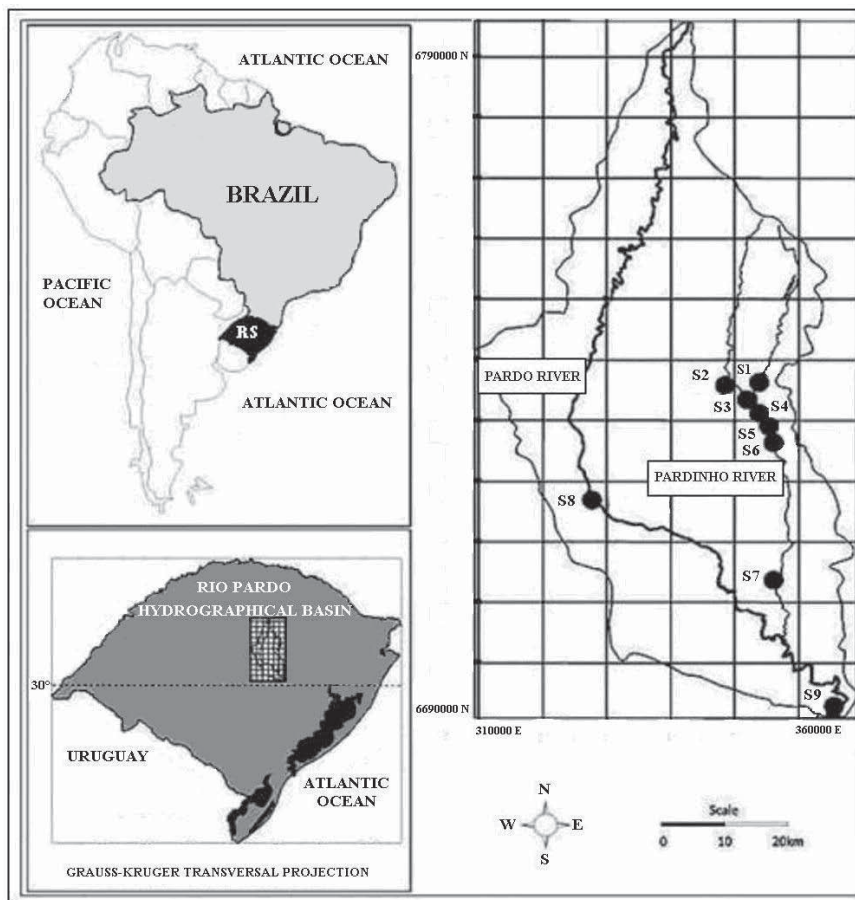 ATLANTIC OCEAN
BRAZIL
PACIFIC
OCEAN
RS
ATLANTIC OCEAN
RIO PARDO
HYDROGRAPHICAL BASIN
30°
URUGUAY
ATLANTIC
OCEAN
GRAUSS-KRUGER TRANSVERSAL PROJECTION
6790000 N
PARDO RIVER
S2
S1
S3
S4
S5
S6
PARDINHO RIVER
S8
S7
S9
6690000 N
310000 E
360000 E
N
W
E
S
Scale
0
10
20km